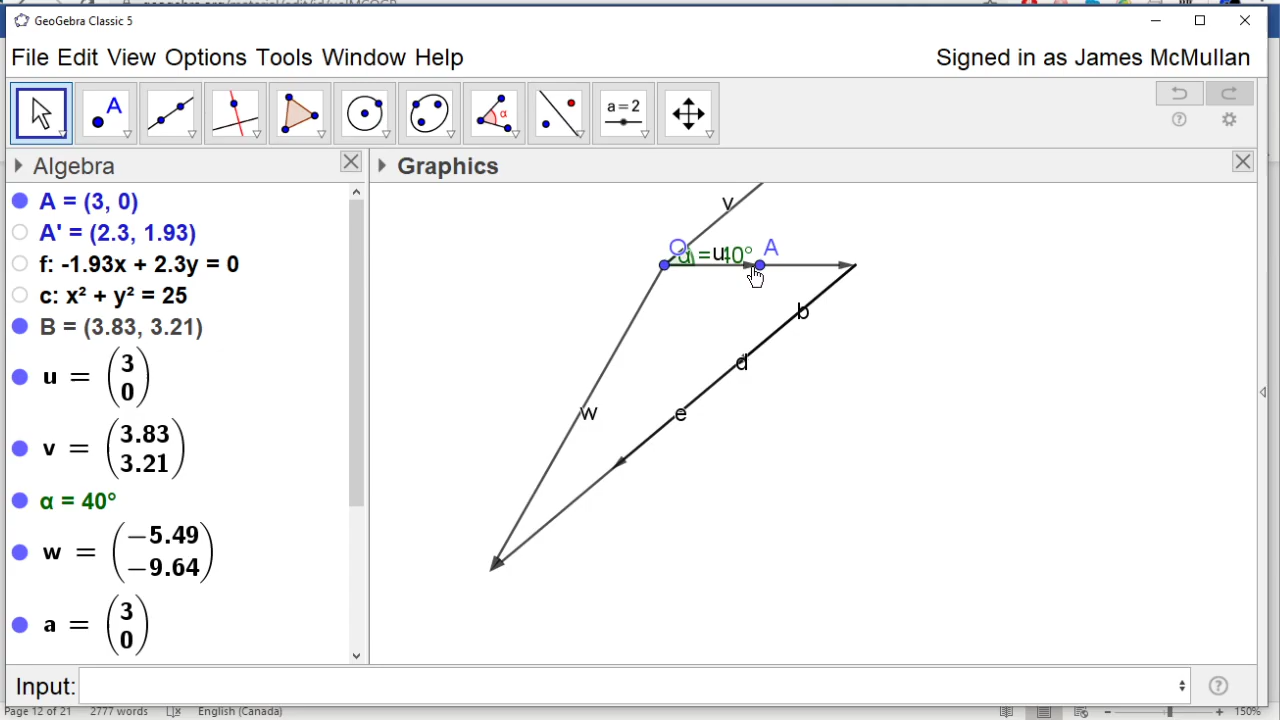 GeoGebra Classic 5
File Edit View Options Tools Window Help
Signed in as James McMullan
A
α
a = 2
Algebra
Graphics
A = (3, 0)
A' = (2.3, 1.93)
f: -1.93x + 2.3y = 0
c: x² + y² = 25
B = (3.83, 3.21)
u = (3 0)
v = (3.83 3.21)
α = 40°
w = (−5.49 −9.64)
a = (3 0)
v
A
u
b
d
w
e
Input:
Page 12 of 21 2777 words English (Canada) 150%